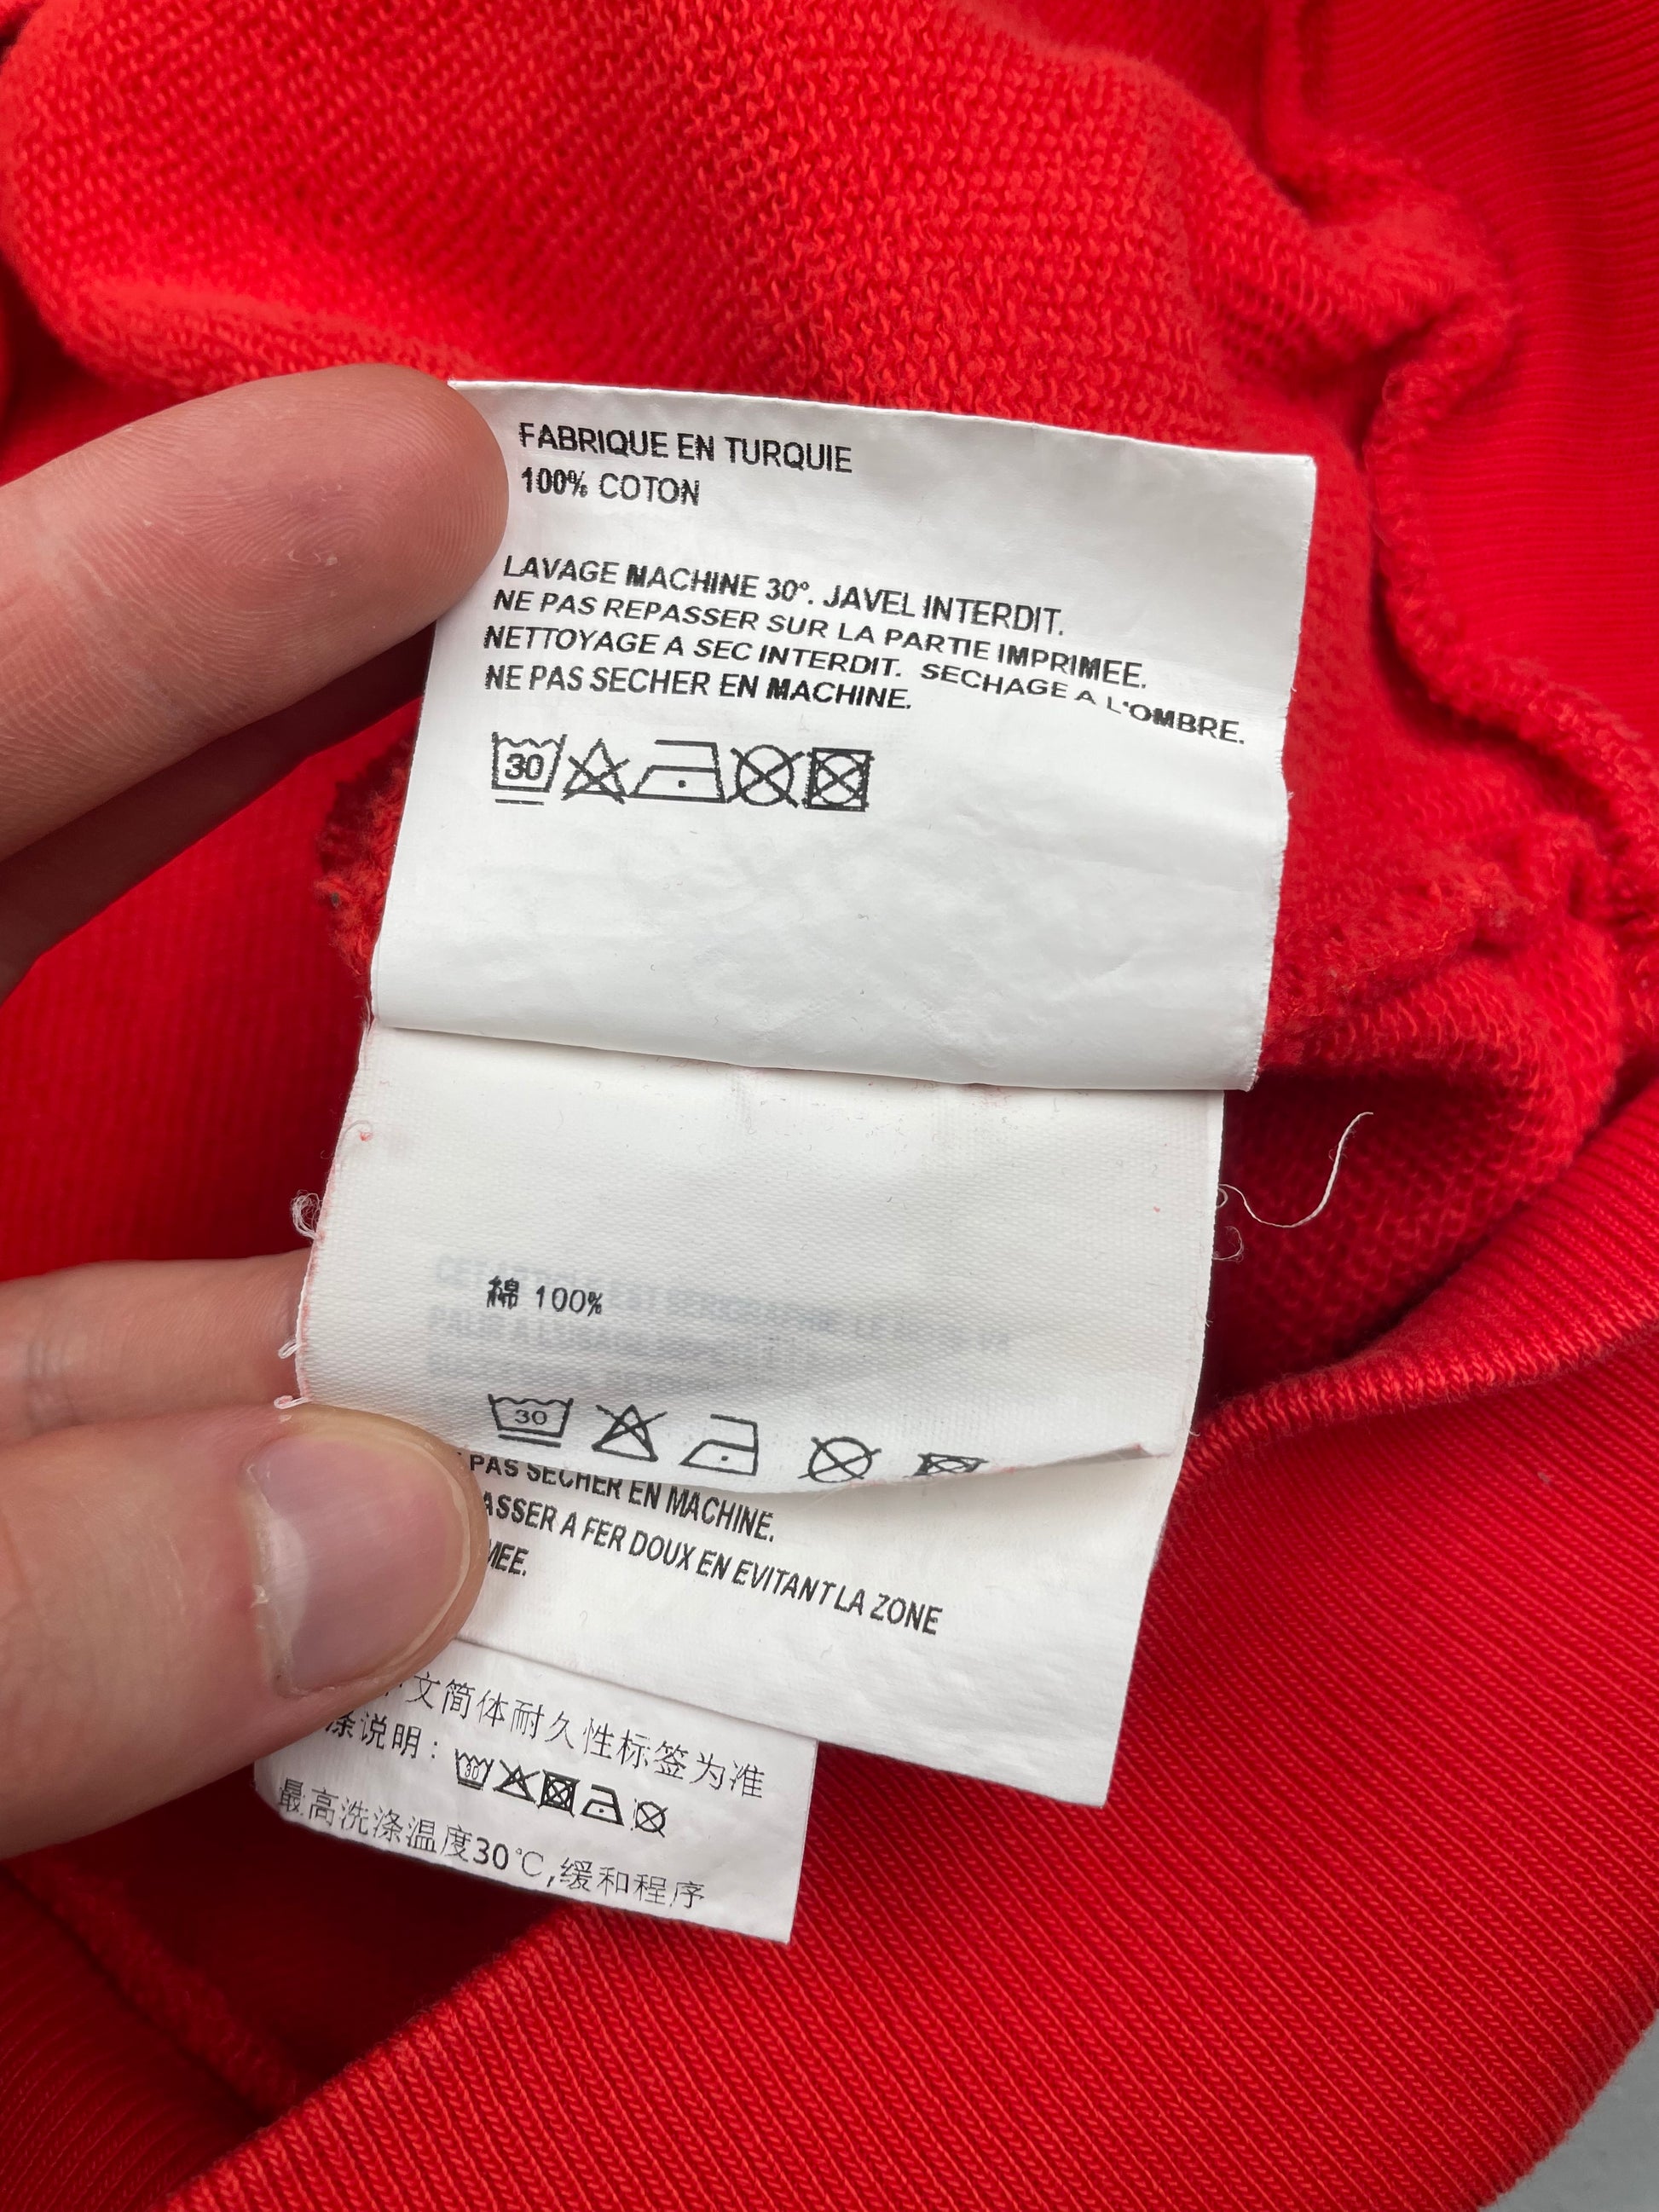 FABRIQUE EN TURQUIE
100% COTON
LAVAGE MACHINE 30°. JAVEL INTERDIT.
NE PAS REPASSER SUR LA PARTIE IMPRIMEE.
NETTOYAGE A SEC INTERDIT. SECHAGE A L'OMBRE.
NE PAS SECHER EN MACHINE.
30
棉 100%
30
PAS SECHER EN MACHINE.
ASSER A FER DOUX EN EVITANT LA ZONE
MEE.
文简体耐久性标签为准
涤说明：30
最高洗涤温度30℃,缓和程序